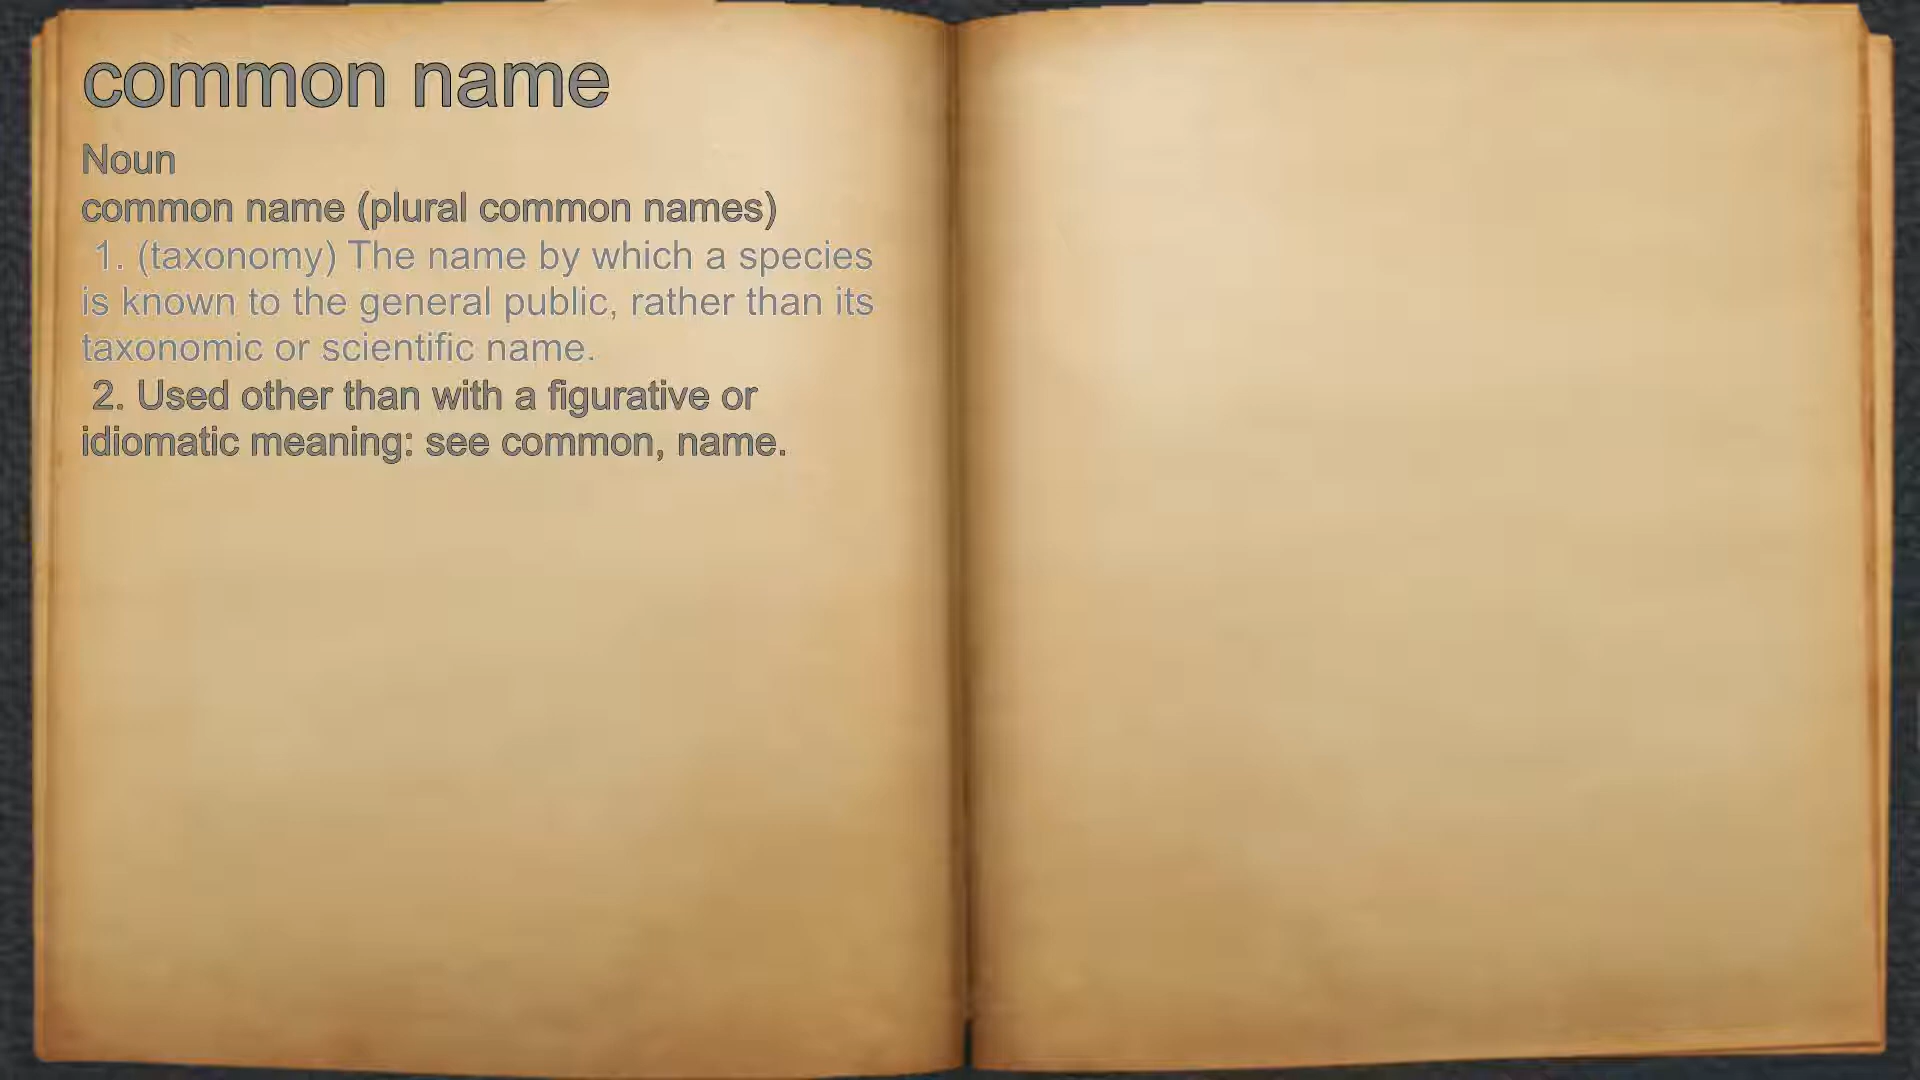 common name
Noun
common name (plural common names)
1. (taxonomy) The name by which a species
is known to the general public, rather than its
taxonomic or scientific name.
2. Used other than with a figurative or
idiomatic meaning: see common, name.